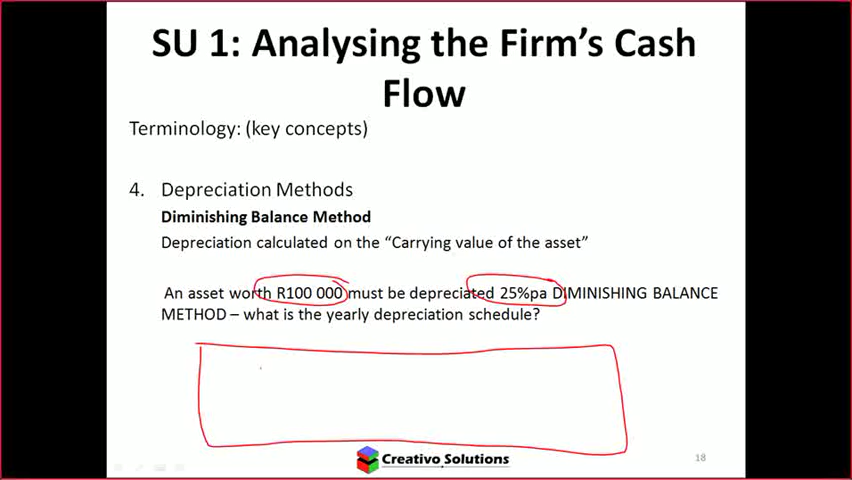 SU 1: Analysing the Firm’s Cash
Flow
Terminology: (key concepts)
4. Depreciation Methods
Diminishing Balance Method
Depreciation calculated on the “Carrying value of the asset”
An asset worth R100 000 must be depreciated 25%pa DIMINISHING BALANCE
METHOD – what is the yearly depreciation schedule?
Creativo Solutions
18